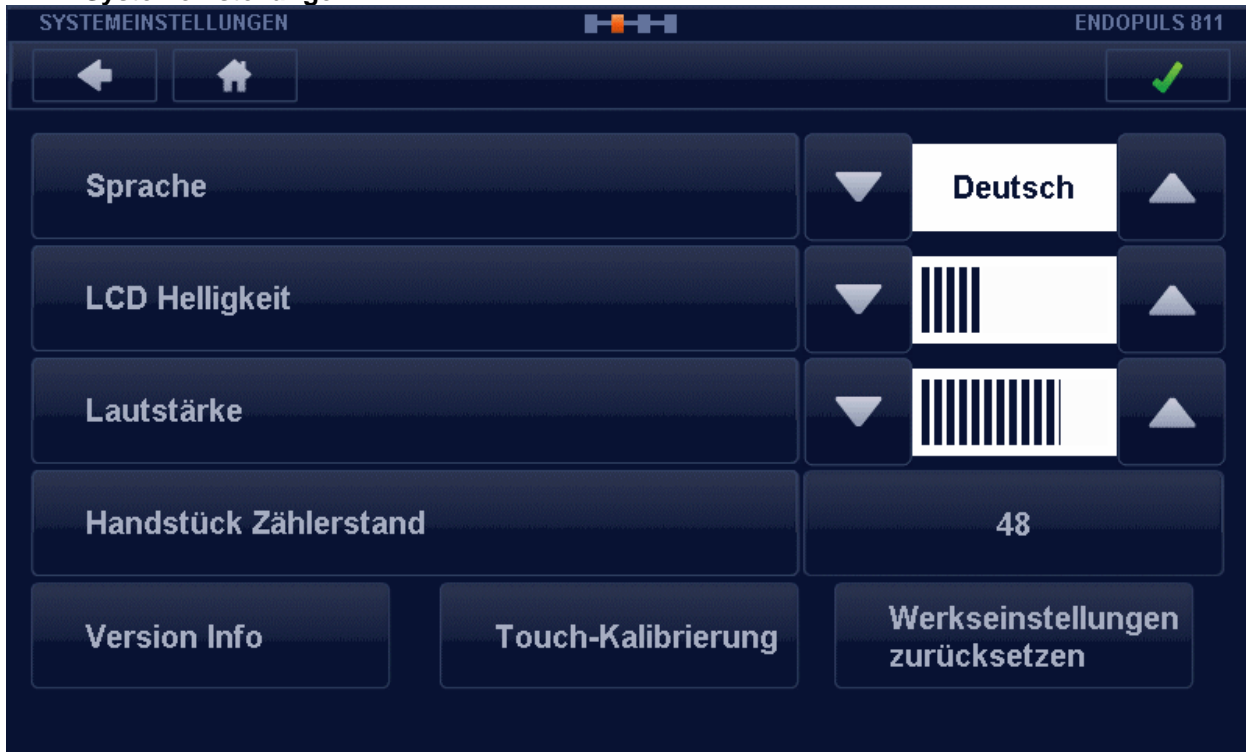 SYSTEMEINSTELLUNGEN ENDOPULS 811
Sprache Deutsch
LCD Helligkeit
Lautstärke
Handstück Zählerstand 48
Version Info Touch-Kalibrierung Werkseinstellungen
zurücksetzen